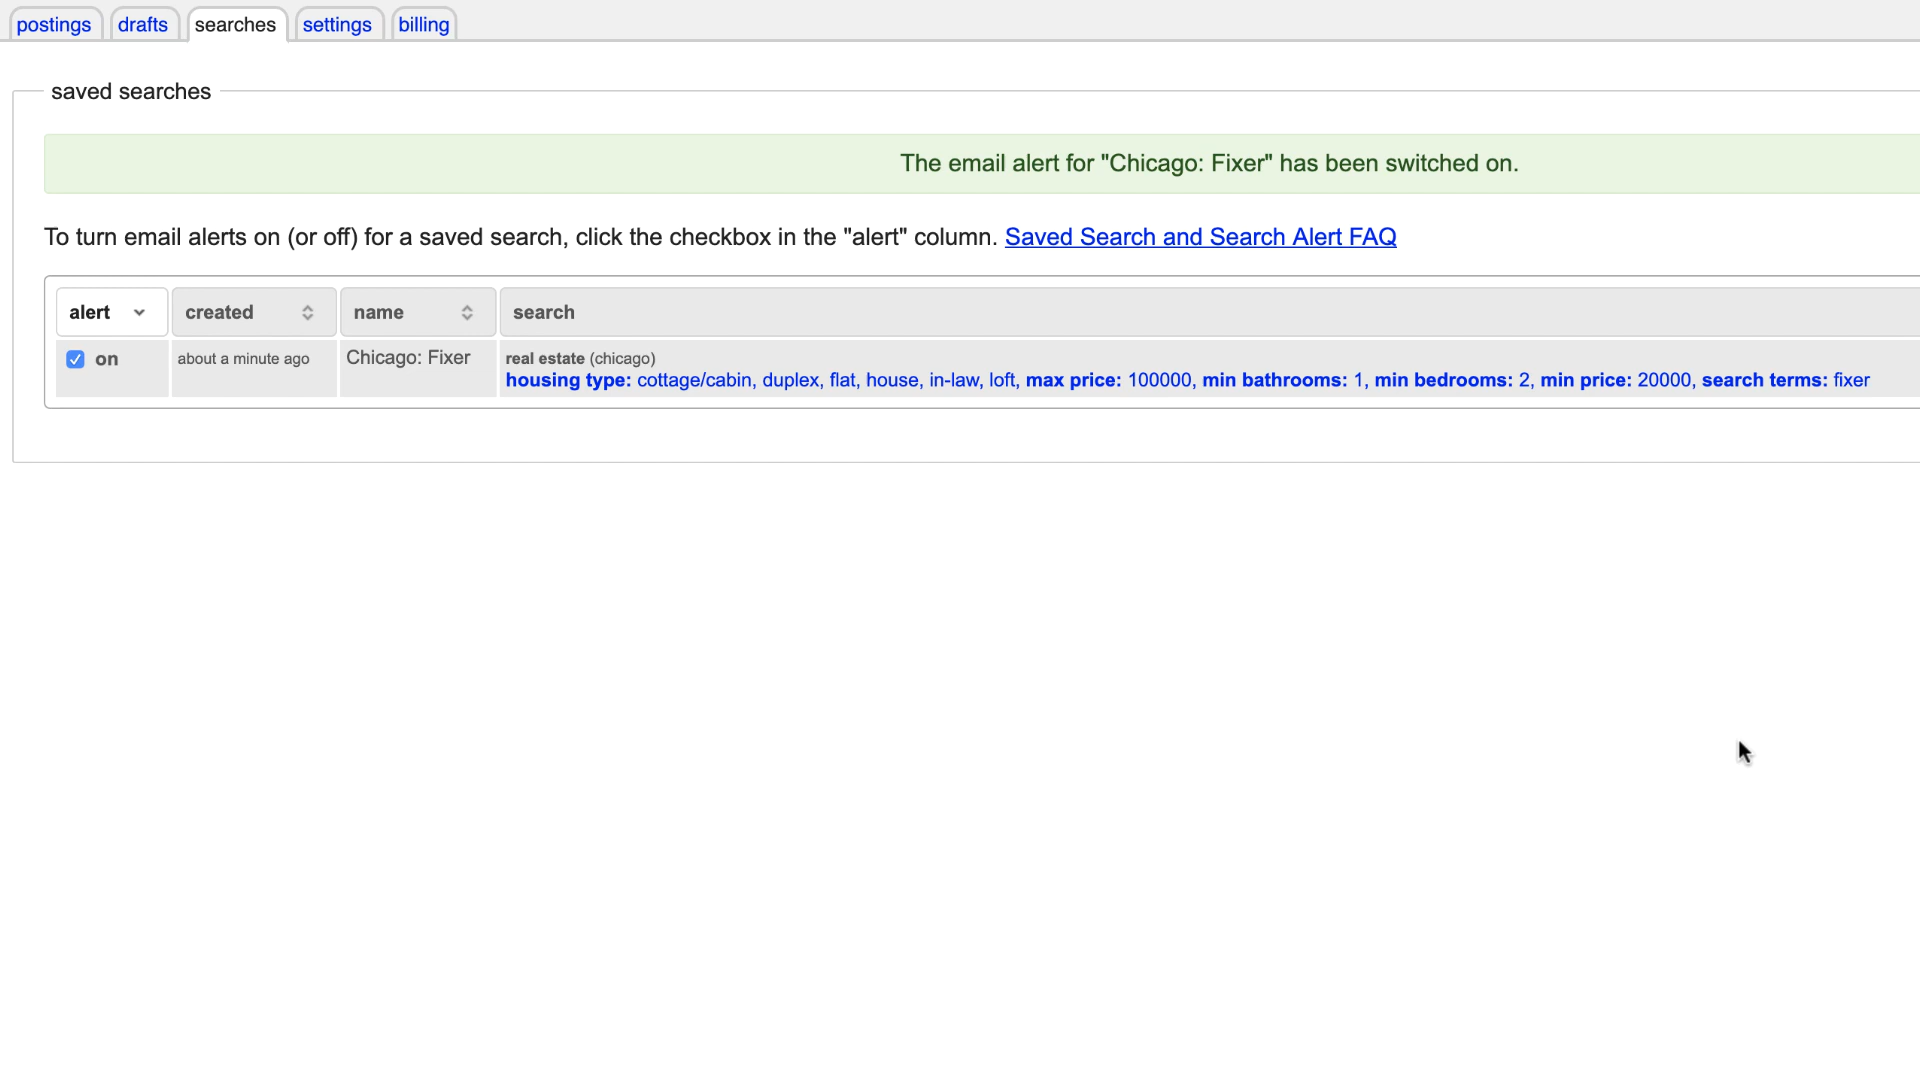 postings drafts searches settings billing
saved searches
The email alert for "Chicago: Fixer" has been switched on.
To turn email alerts on (or off) for a saved search, click the checkbox in the "alert" column. Saved Search and Search Alert FAQ
alert created name search
on about a minute ago Chicago: Fixer real estate (chicago)
housing type: cottage/cabin, duplex, flat, house, in-law, loft, max price: 100000, min bathrooms: 1, min bedrooms: 2, min price: 20000, search terms: fixer